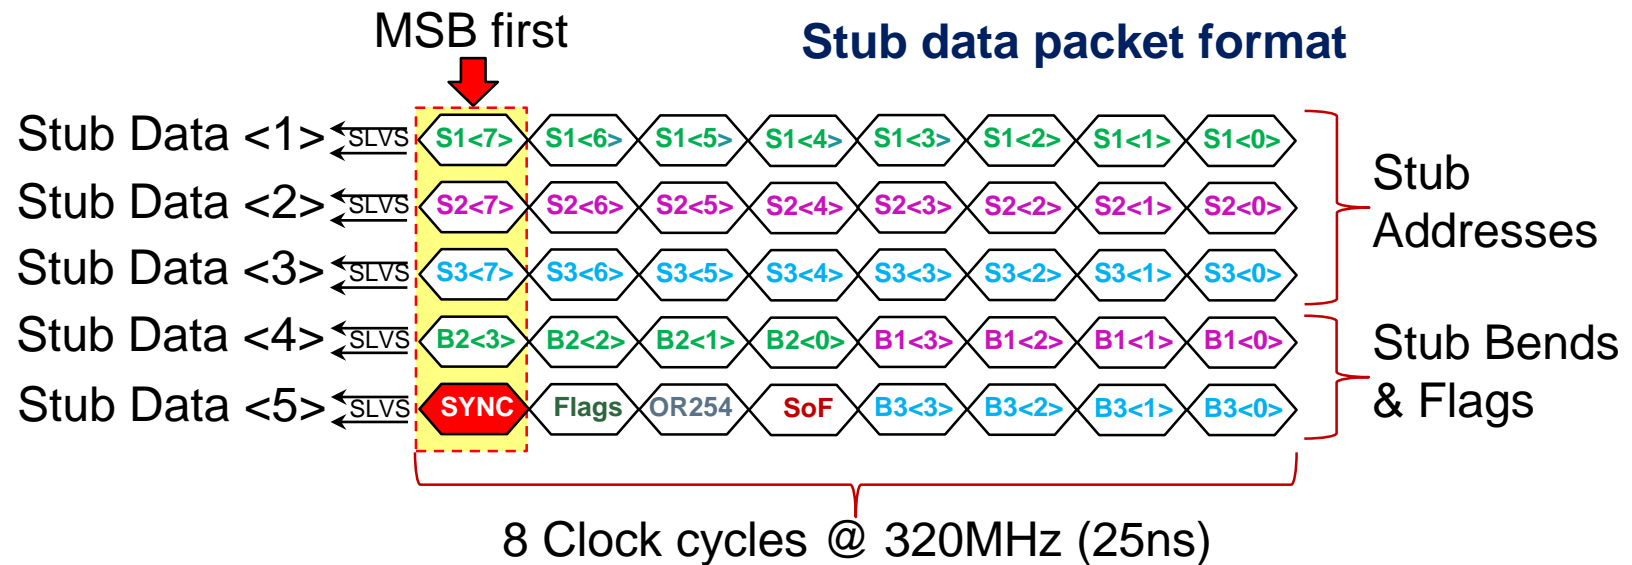 MSB first
Stub data packet format
Stub Data <1> SLVS S1<7> S1<6> S1<5> S1<4> S1<3> S1<2> S1<1> S1<0>
Stub Data <2> SLVS S2<7> S2<6> S2<5> S2<4> S2<3> S2<2> S2<1> S2<0>
Stub Data <3> SLVS S3<7> S3<6> S3<5> S3<4> S3<3> S3<2> S3<1> S3<0>
Stub
Addresses
Stub Data <4> SLVS B2<3> B2<2> B2<1> B2<0> B1<3> B1<2> B1<1> B1<0>
Stub Data <5> SLVS SYNC Flags OR254 SoF B3<3> B3<2> B3<1> B3<0>
Stub Bends
& Flags
8 Clock cycles @ 320MHz (25ns)